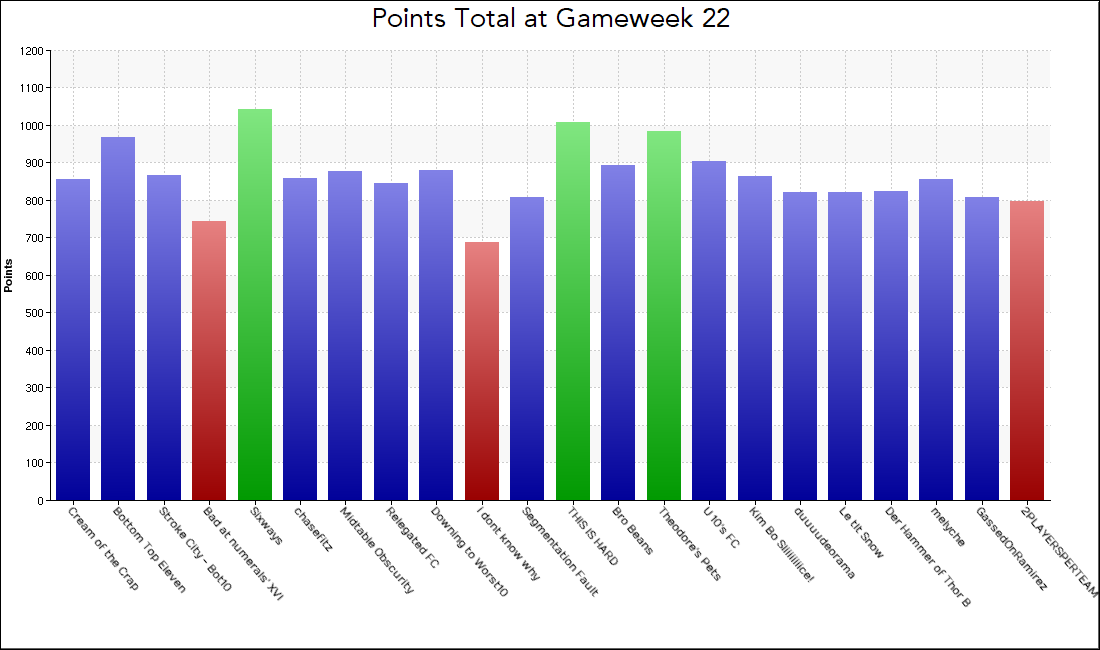 Points Total at Gameweek 22
1200
1100
1000
900
800
700
600
500
400
300
200
100
0
Points
Cream of the Crap
Bottom Top Eleven
Stroke City - Bot10
Bad at numerals' XVI
Sixways
chasefitz
Midtable Obscurity
Relegated FC
Downing to Worst10
I dont know why
Segmentation Fault
THIS IS HARD
Bro Beans
Theodore's Pets
U 10's FC
Kim Bo Sliiiiiiice!
duuuudeorama
Le tit Snow
Der Hammer of Thor B
melyche
GassedOnRamirez
2PLAYERSPERTEAM